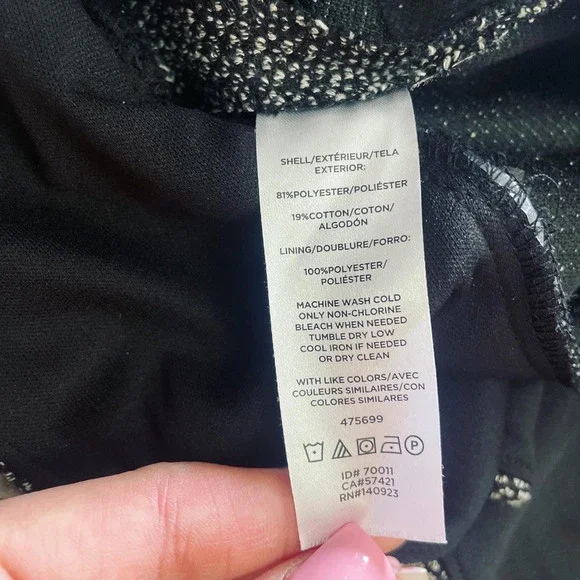 SHELL/EXTÉRIEUR/TELA
EXTERIOR:
81%POLYESTER/POLIÉSTER
19%COTTON/COTON/
ALGODÓN
LINING/DOUBLURE/FORRO:
100%POLYESTER/
POLIÉSTER
MACHINE WASH COLD
ONLY NON-CHLORINE
BLEACH WHEN NEEDED
TUMBLE DRY LOW
COOL IRON IF NEEDED
OR DRY CLEAN
WITH LIKE COLORS/AVEC
COULEURS SIMILAIRES/CON
COLORES SIMILARES
475699
P
ID# 70011
CA#57421
RN#140923